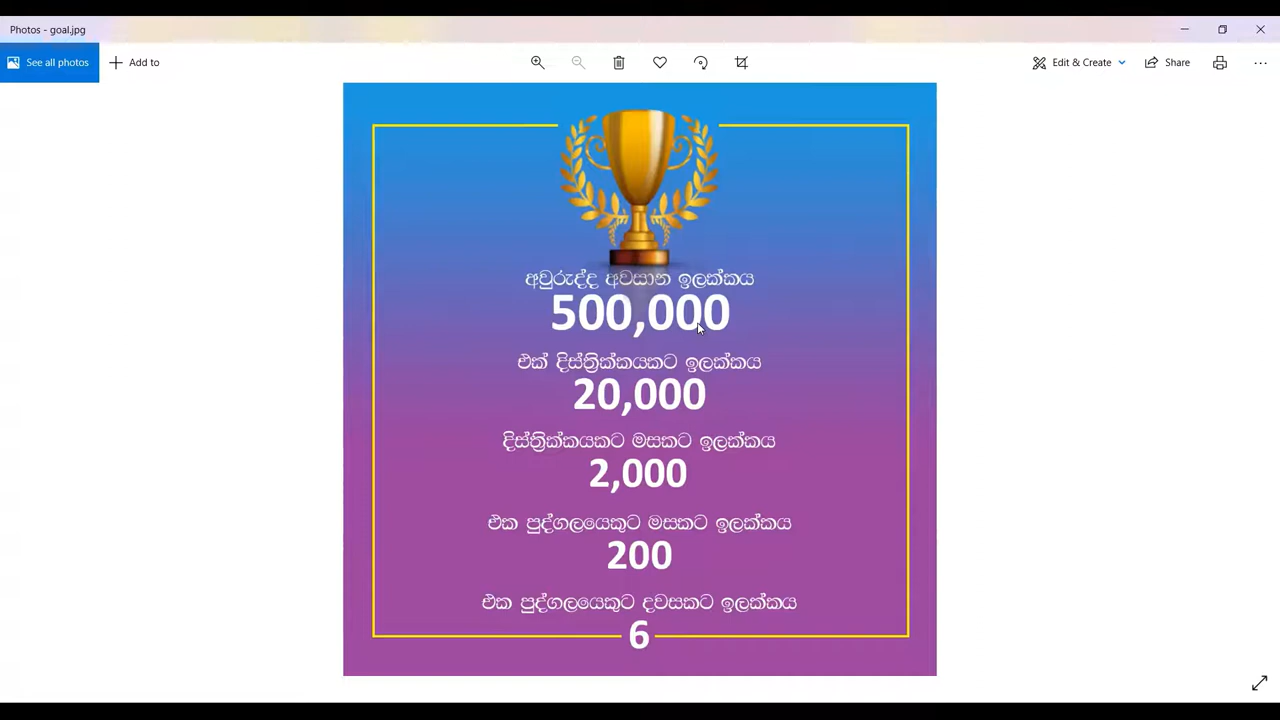 Photos - goal.jpg
See all photos
Add to
Edit & Create
Share
අවුරුද්ද අවසාන ඉලක්කය
500,000
එක් දිස්ත්‍රික්කයකට ඉලක්කය
20,000
දිස්ත්‍රික්කයකට මසකට ඉලක්කය
2,000
එක පුද්ගලයෙකුට මසකට ඉලක්කය
200
එක පුද්ගලයෙකුට දවසකට ඉලක්කය
6